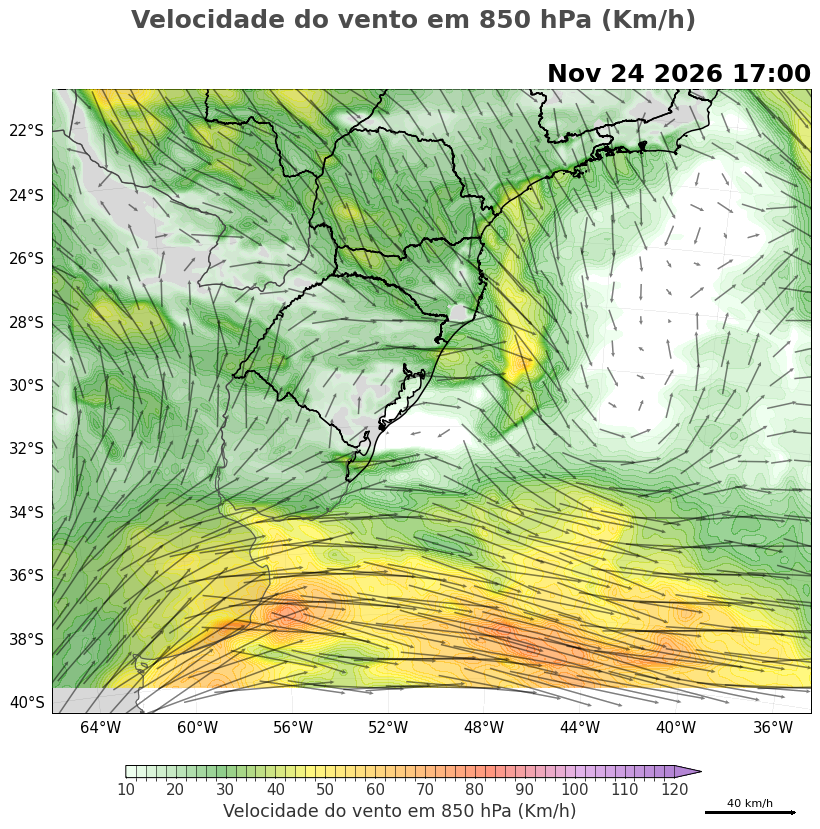 Velocidade do vento em 850 hPa (Km/h)
Nov 24 2026 17:00
22°S
24°S
26°S
28°S
30°S
32°S
34°S
36°S
38°S
40°S
64°W 60°W 56°W 52°W 48°W 44°W 40°W 36°W
10 20 30 40 50 60 70 80 90 100 110 120
Velocidade do vento em 850 hPa (Km/h)
40 km/h